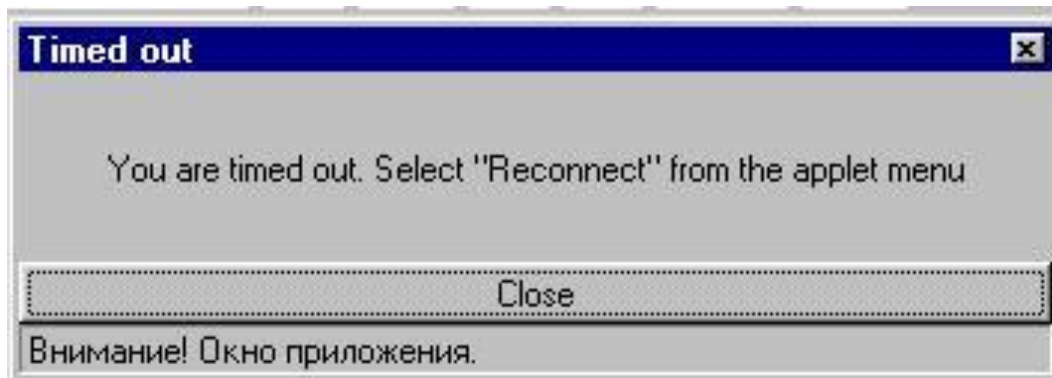 Timed out
You are timed out. Select "Reconnect" from the applet menu
Close
Внимание! Окно приложения.